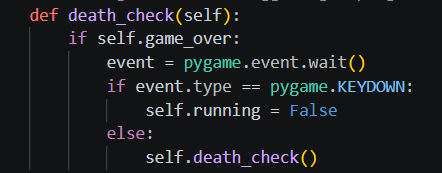 def death_check(self):
    if self.game_over:
        event = pygame.event.wait()
        if event.type == pygame.KEYDOWN:
            self.running = False
        else:
            self.death_check()